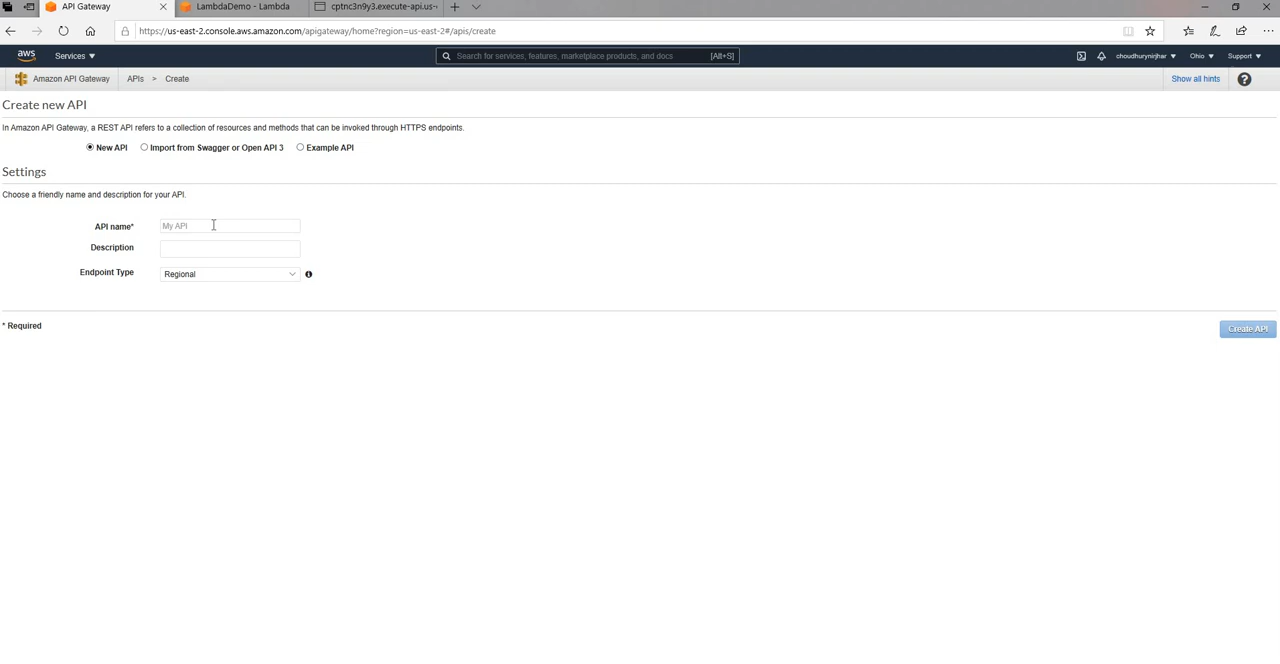 API Gateway
LambdaDemo - Lambda
cptnc3n9y3.execute-api.us-
https://us-east-2.console.aws.amazon.com/apigateway/home?region=us-east-2#/apis/create
aws
Services
Search for services, features, marketplace products, and docs
[Alt+S]
choudhurynirjhar
Ohio
Support
Amazon API Gateway
APIs > Create
Show all hints
?
Create new API
In Amazon API Gateway, a REST API refers to a collection of resources and methods that can be invoked through HTTPS endpoints.
New API
Import from Swagger or Open API 3
Example API
Settings
Choose a friendly name and description for your API.
API name*
My API
Description
Endpoint Type
Regional
* Required
Create API